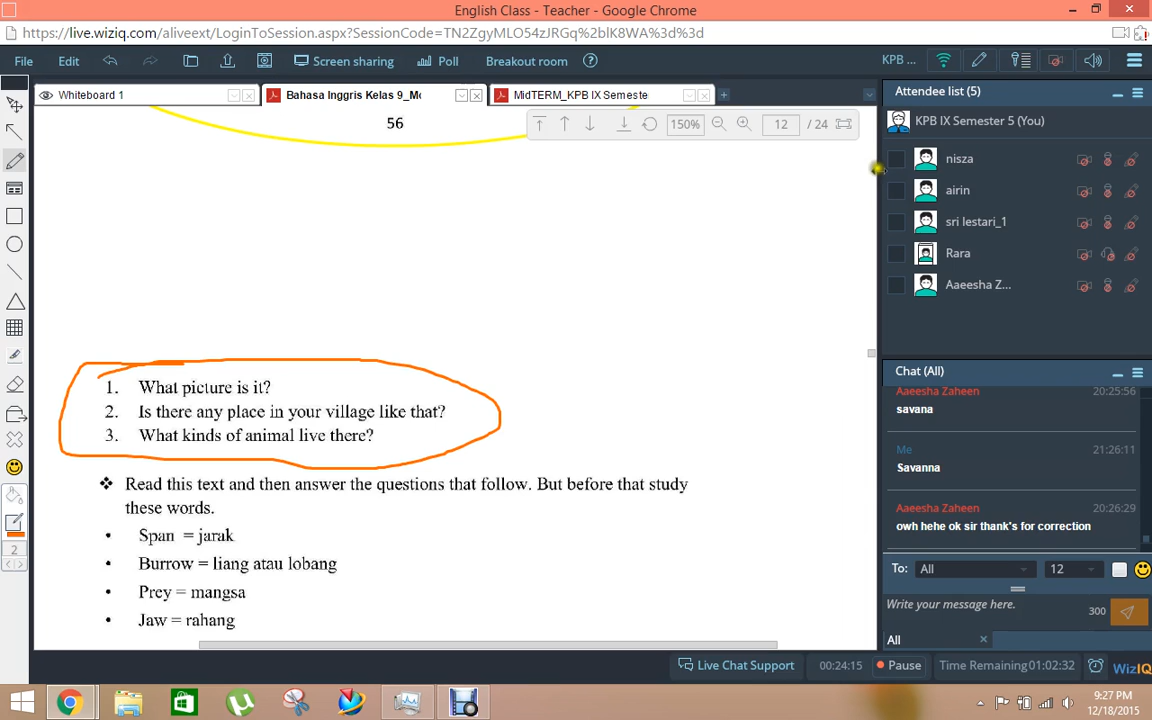 English Class - Teacher - Google Chrome
https://live.wiziq.com/aliveext/LoginToSession.aspx?SessionCode=TN2ZgyMLO54zJRGq%2blK8WA%3d%3d
File Edit Screen sharing Poll Breakout room ? KPB ...
Whiteboard 1 Bahasa Inggris Kelas 9_Mc MidTERM_KPB IX Semeste
56
150% 12 / 24
1. What picture is it?
2. Is there any place in your village like that?
3. What kinds of animal live there?
❖ Read this text and then answer the questions that follow. But before that study
these words.
• Span = jarak
• Burrow = liang atau lobang
• Prey = mangsa
• Jaw = rahang
2
Attendee list (5)
KPB IX Semester 5 (You)
nisza
airin
sri lestari_1
Rara
Aaeesha Z...
Chat (All)
Aaeesha Zaheen 20:25:56
savana
Me 21:26:11
Savanna
Aaeesha Zaheen 20:26:29
owh hehe ok sir thank's for correction
To: All 12
Write your message here. 300
All
Live Chat Support 00:24:15 Pause Time Remaining 01:02:32 WizIQ
9:27 PM
12/18/2015